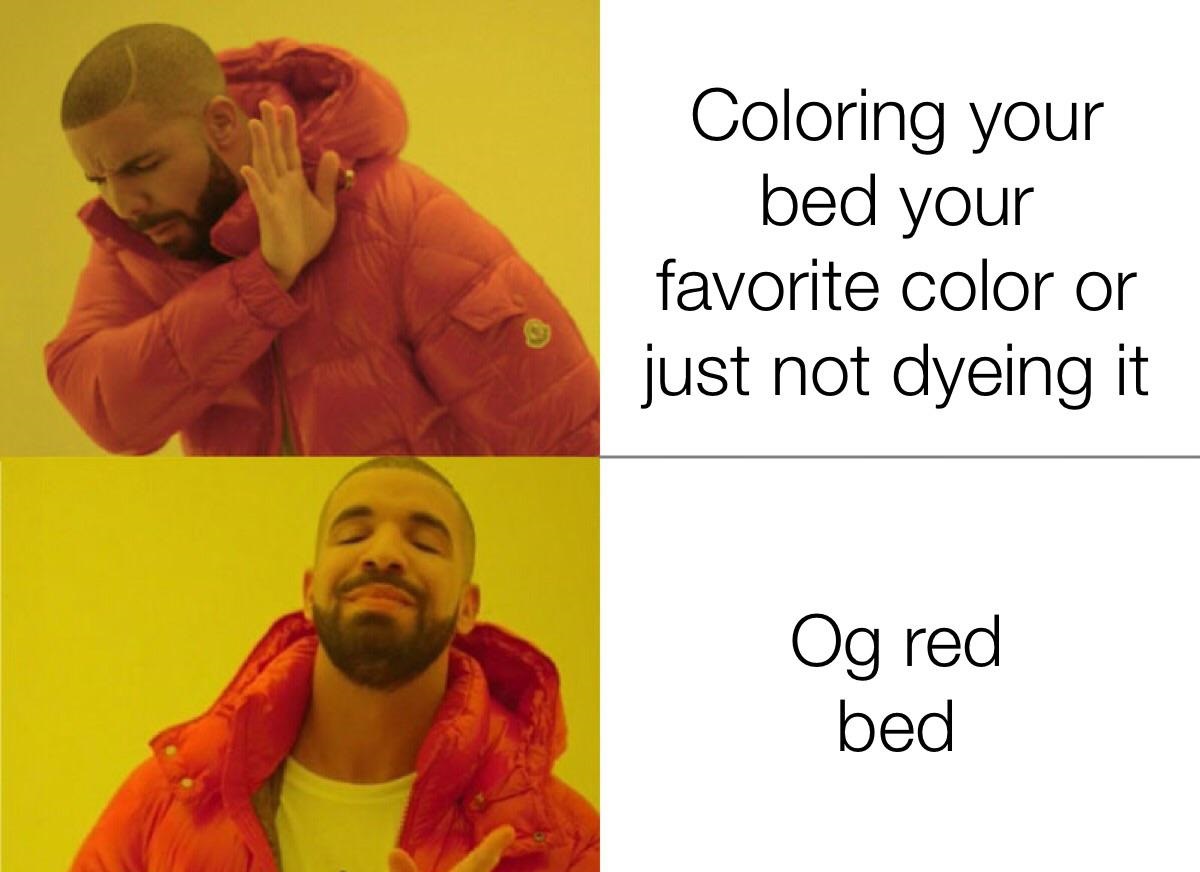 Coloring your
bed your
favorite color or
just not dyeing it
Og red
bed